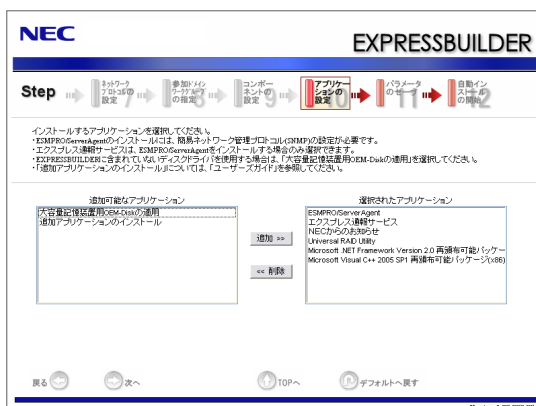 NEC
EXPRESSBUILDER
Step
ネットワークプロトコルの設定 7
参加ドメイン・ワークグループの指定 8
コンポーネントの設定 9
アプリケーションの設定 10
パラメータのセーブ 11
自動インストールの開始 12
インストールするアプリケーションを選択してください。
・ESMPRO/ServerAgentのインストールには、簡易ネットワーク管理プロトコル(SNMP)の設定が必要です。
・エクスプレス通報サービスは、ESMPRO/ServerAgentをインストールする場合のみ選択できます。
・EXPRESSBUILDERに含まれていないディスクドライバを使用する場合は、「大容量記憶装置用OEM-Diskの適用」を選択してください。
・「追加アプリケーションのインストール」については、「ユーザーズガイド」を参照してください。
追加可能なアプリケーション
大容量記憶装置用OEM-Diskの適用
追加アプリケーションのインストール
追加 >>
<< 削除
選択されたアプリケーション
ESMPRO/ServerAgent
エクスプレス通報サービス
NECからのお知らせ
Universal RAID Utility
Microsoft .NET Framework Version 2.0 再頒布可能パッケー
Microsoft Visual C++ 2005 SP1 再頒布可能パッケージ(x86)
戻る
次へ
TOPへ
デフォルトへ戻す